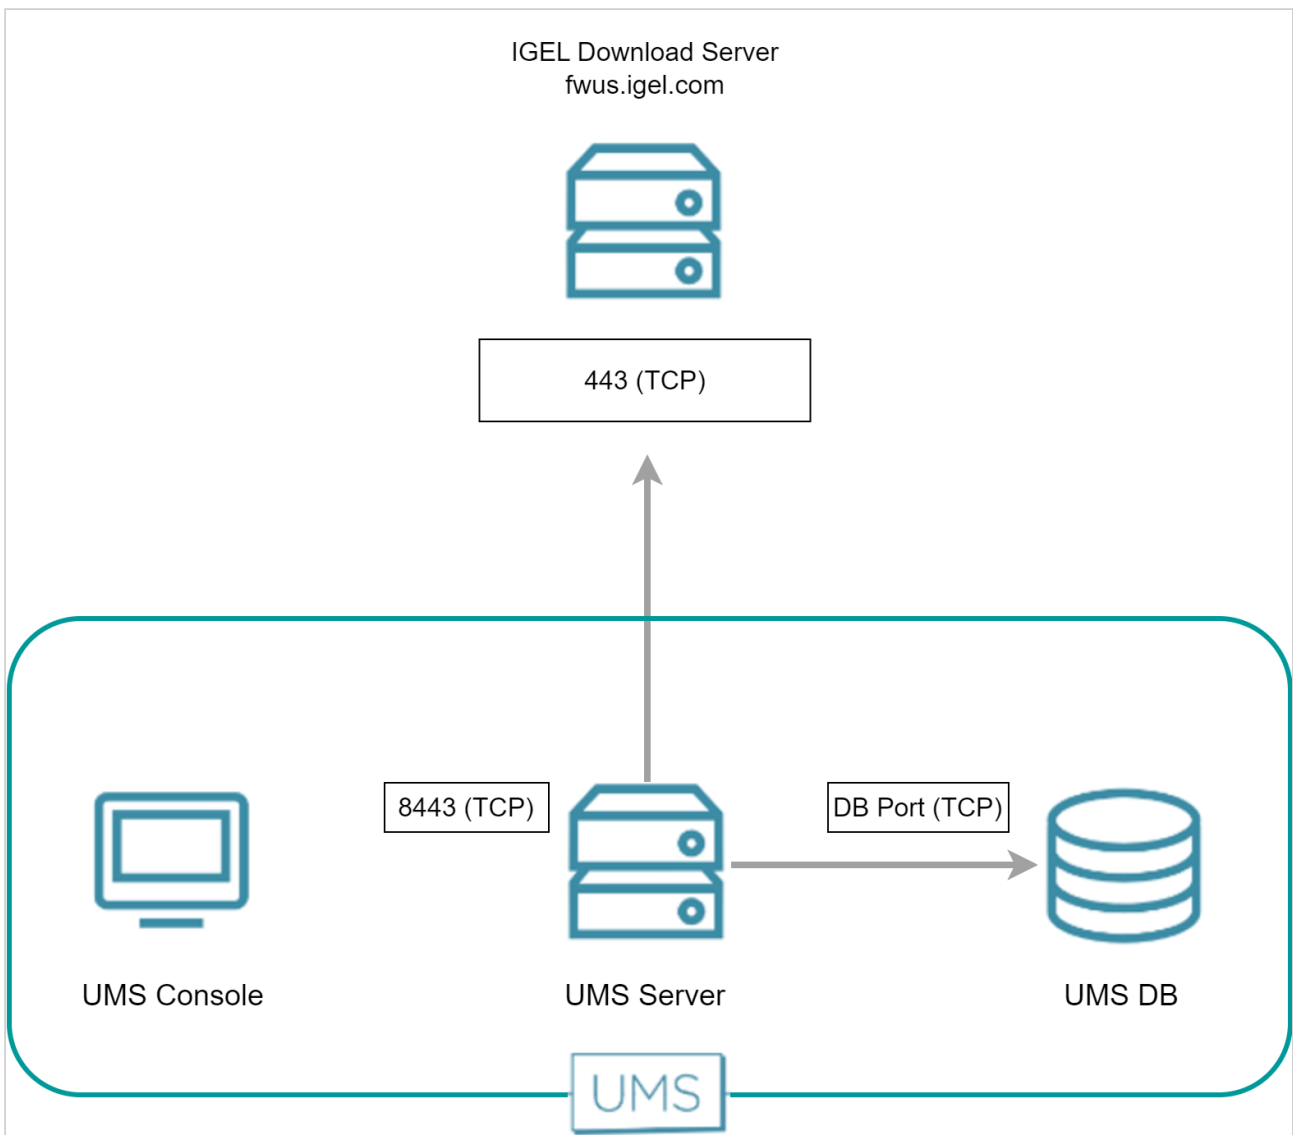 IGEL Download Server
fwus.igel.com
443 (TCP)
8443 (TCP)
DB Port (TCP)
UMS Console
UMS Server
UMS DB
UMS